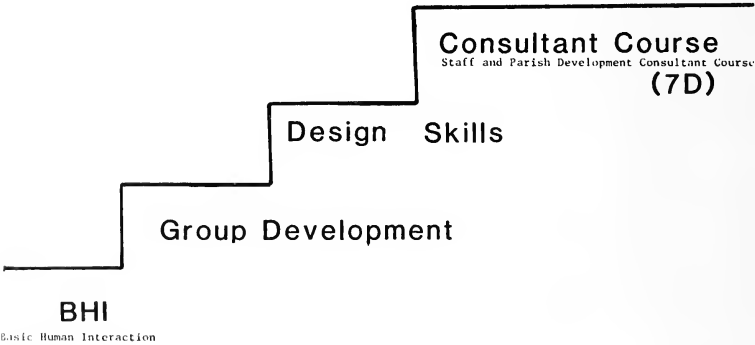 Consultant Course
Staff and Parish Development Consultant Course
(7D)
Design Skills
Group Development
BHI
Basic Human Interaction